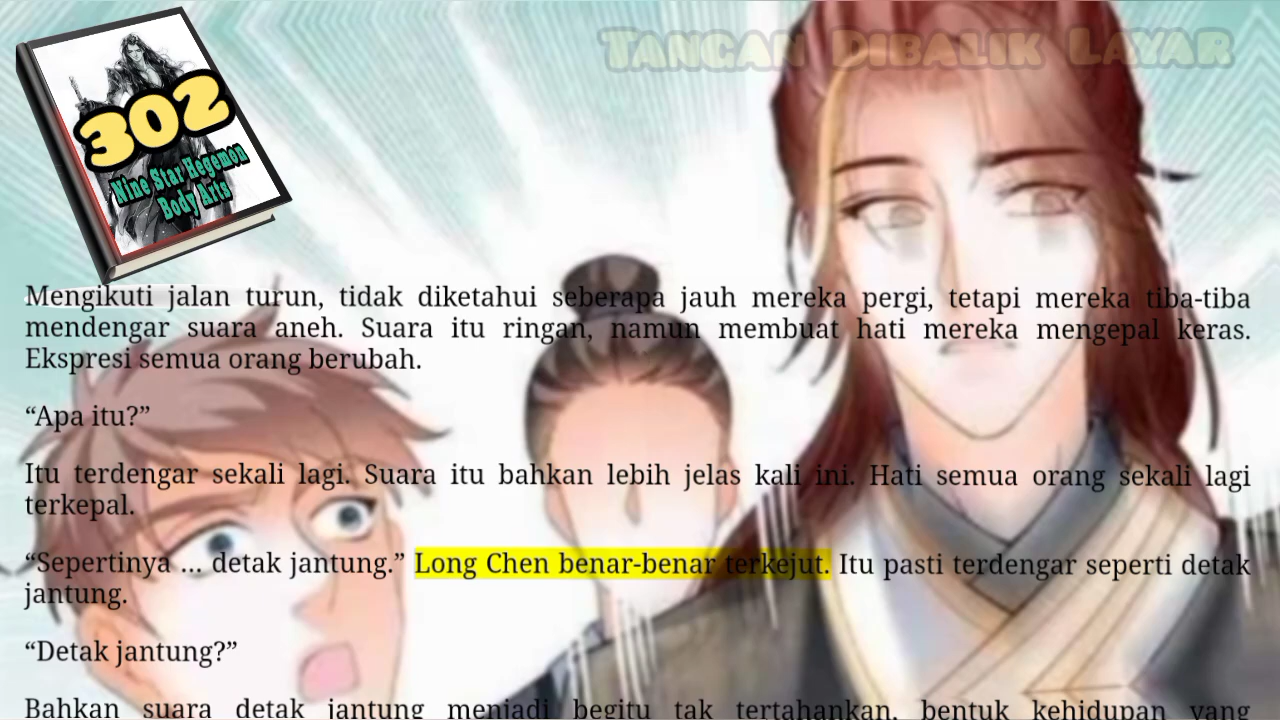 TANGAN DIBALIK LAYAR
302
Nine Star Hegemon
Body Arts
Mengikuti jalan turun, tidak diketahui seberapa jauh mereka pergi, tetapi mereka tiba-tiba
mendengar suara aneh. Suara itu ringan, namun membuat hati mereka mengepal keras.
Ekspresi semua orang berubah.
“Apa itu?”
Itu terdengar sekali lagi. Suara itu bahkan lebih jelas kali ini. Hati semua orang sekali lagi
terkepal.
“Sepertinya ... detak jantung.” Long Chen benar-benar terkejut. Itu pasti terdengar seperti detak
jantung.
“Detak jantung?”
Bahkan suara detak jantung menjadi begitu tak tertahankan, bentuk kehidupan yang